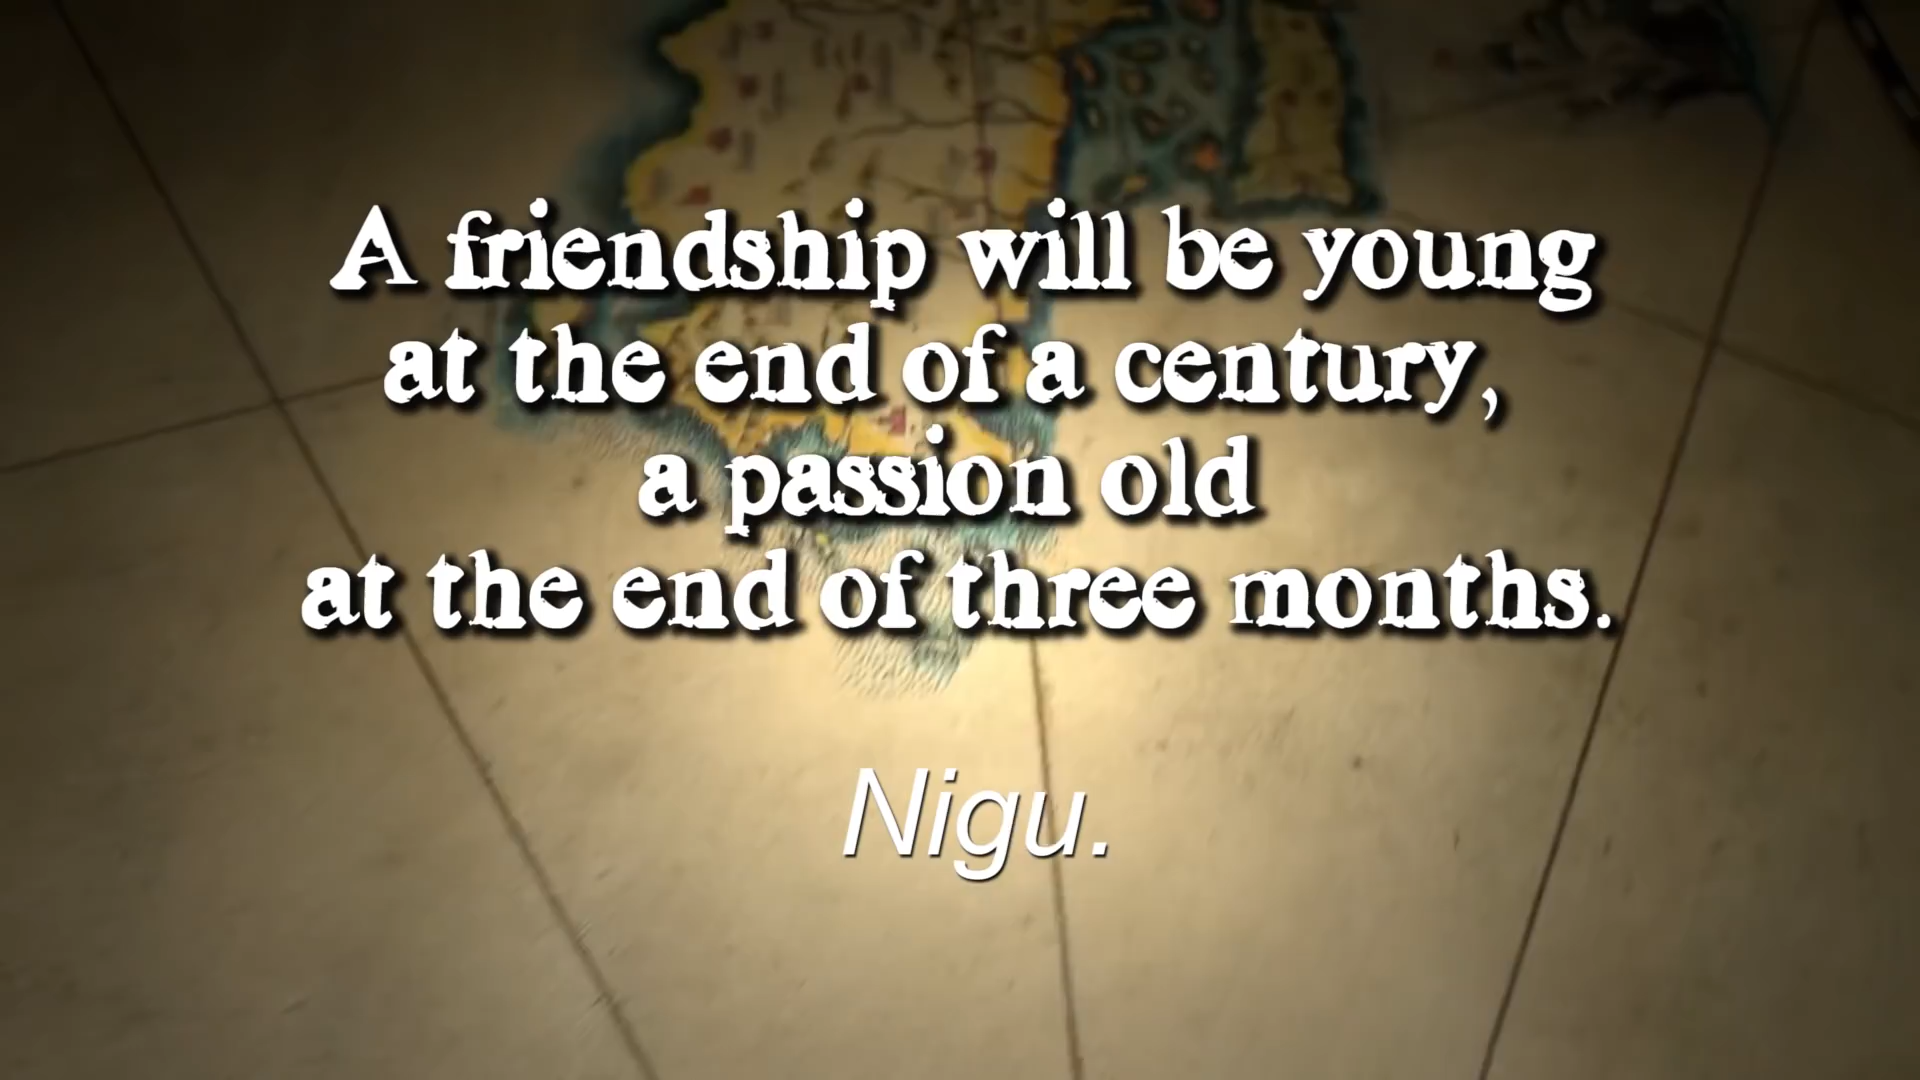 A friendship will be young
at the end of a century,
a passion old
at the end of three months.
Nigu.